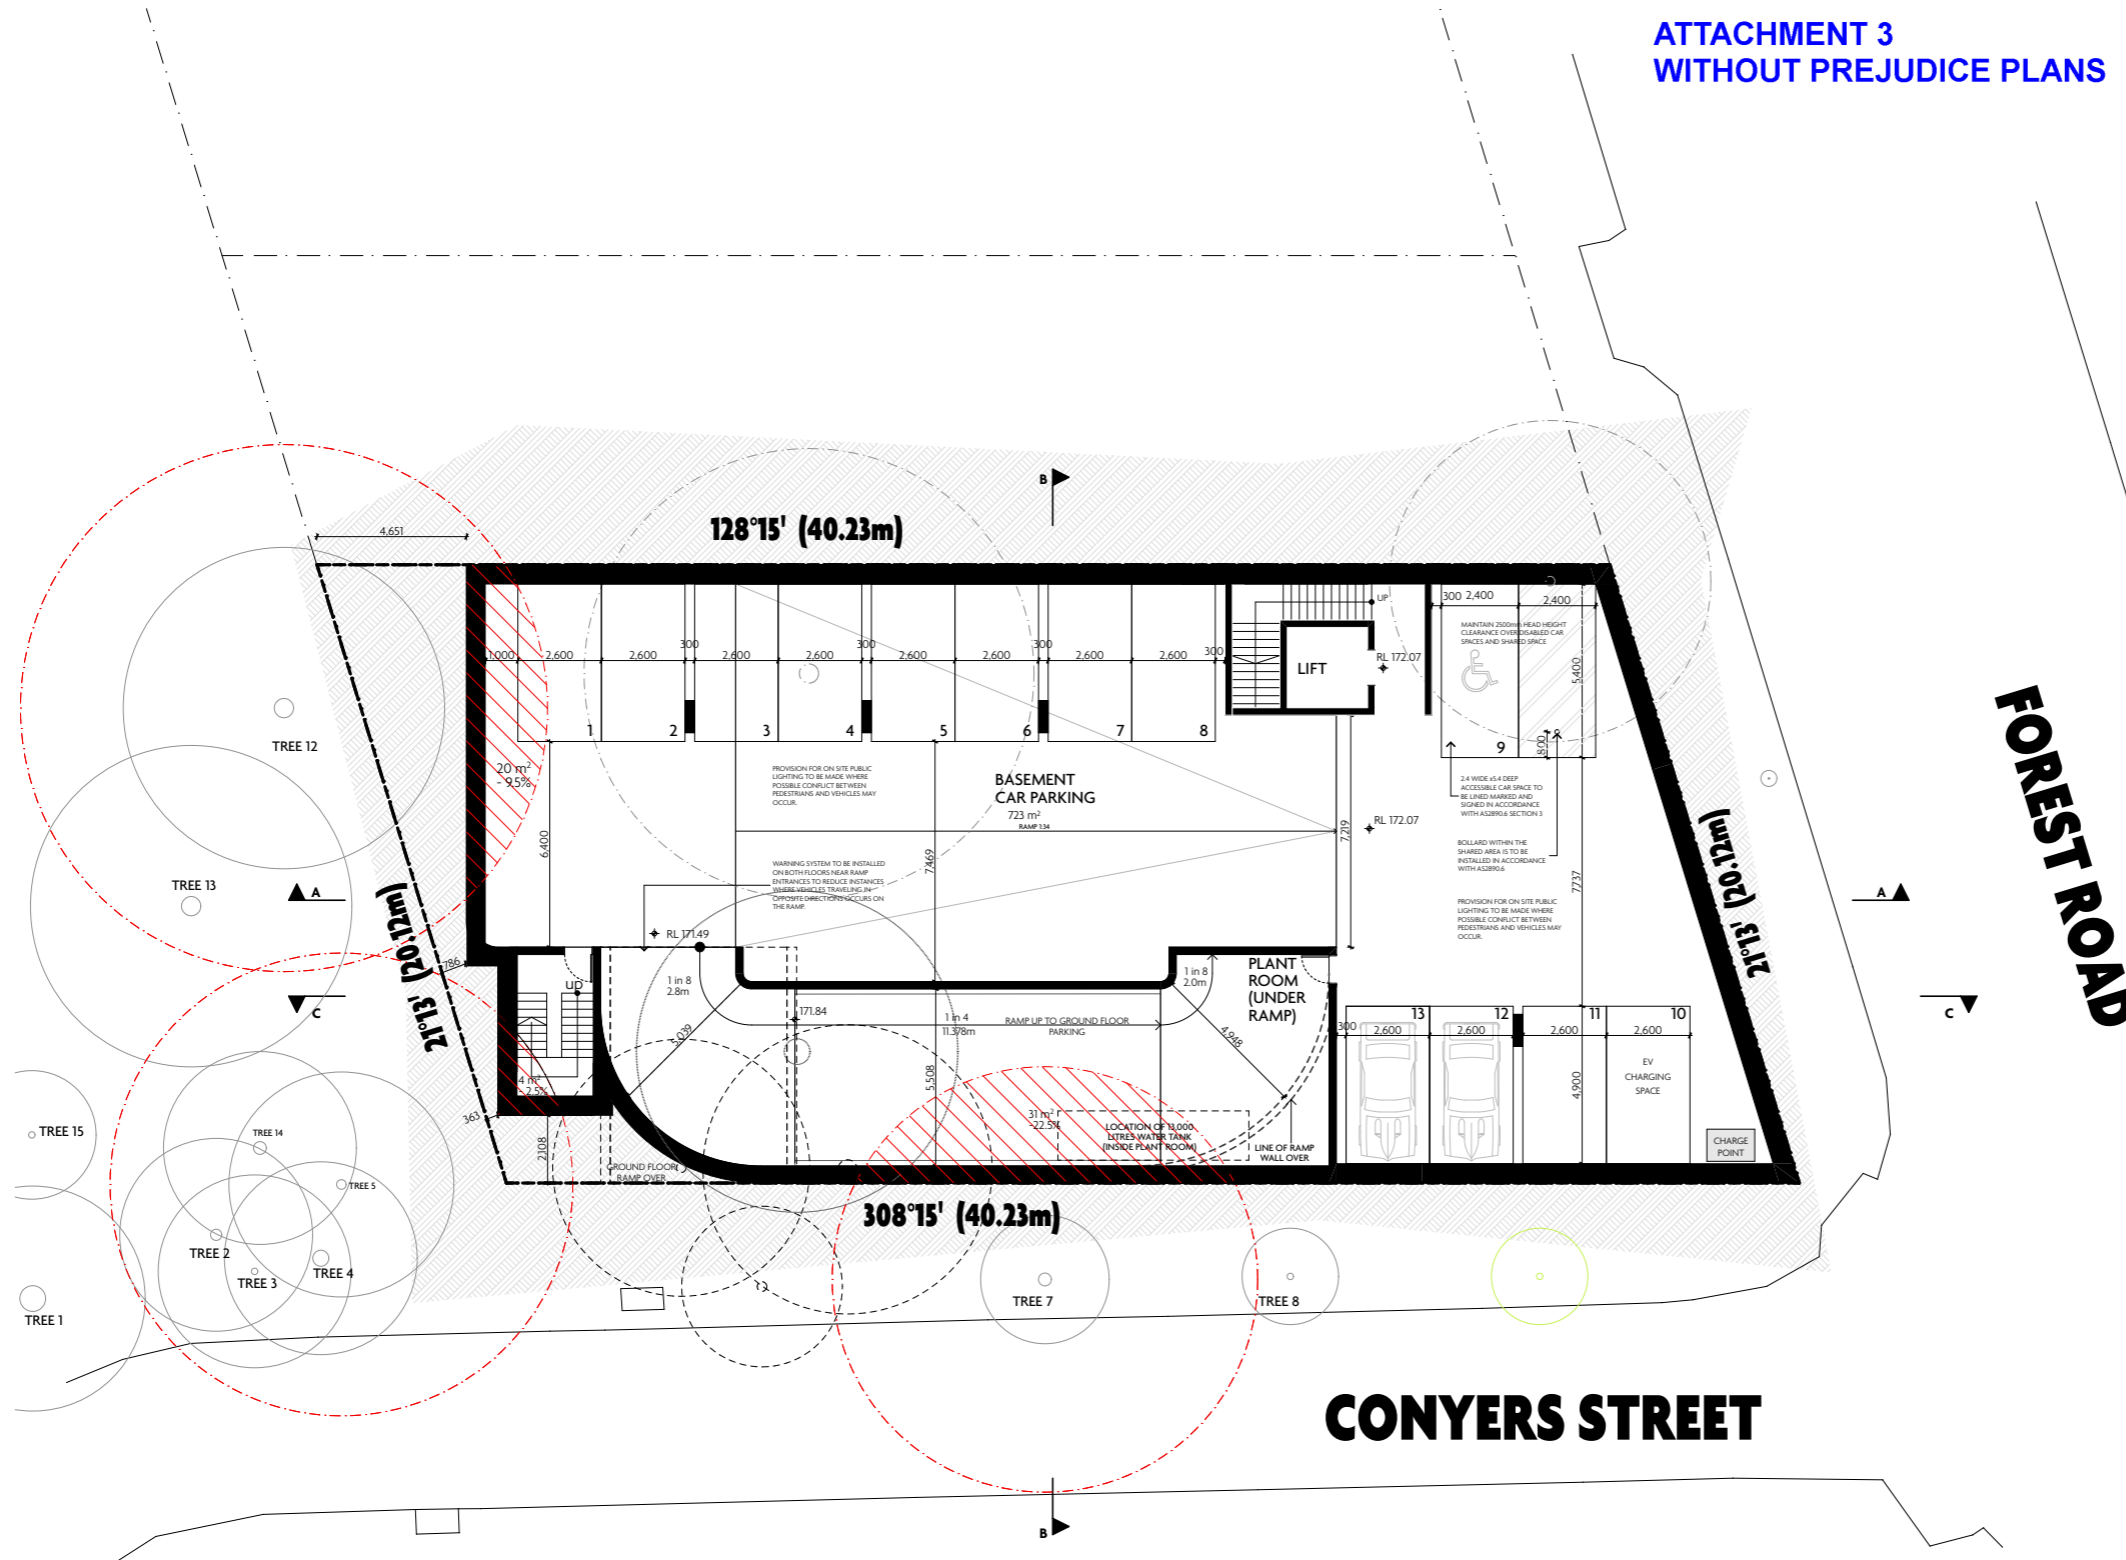 ATTACHMENT 3
WITHOUT PREJUDICE PLANS
B
128°15' (40.23m)
4,651
1,000
2,600
2,600
300
2,600
2,600
300
2,600
2,600
300
2,600
2,600
300
1
2
3
4
5
6
7
8
UP
LIFT
RL 172.07
300
2,400
2,400
MAINTAIN 2500mm HEAD HEIGHT
CLEARANCE OVER DISABLED CAR
SPACES AND SHARED SPACE
5,400
9
800
TREE 12
20 m²
- 9.5%
PROVISION FOR ON SITE PUBLIC
LIGHTING TO BE MADE WHERE
POSSIBLE CONFLICT BETWEEN
PEDESTRIANS AND VEHICLES MAY
OCCUR.
BASEMENT
CAR PARKING
723 m²
RAMP 1:34
RL 172.07
7,219
2.4 WIDE x5.4 DEEP
ACCESSIBLE CAR SPACE TO
BE LINED MARKED AND
SIGNED IN ACCORDANCE
WITH AS2890.6 SECTION 3
BOLLARD WITHIN THE
SHARED AREA IS TO BE
INSTALLED IN ACCORDANCE
WITH AS2890.6
7737
PROVISION FOR ON SITE PUBLIC
LIGHTING TO BE MADE WHERE
POSSIBLE CONFLICT BETWEEN
PEDESTRIANS AND VEHICLES MAY
OCCUR.
21°13' (20.12m)
FOREST ROAD
6,400
7,469
WARNING SYSTEM TO BE INSTALLED
ON BOTH FLOORS NEAR RAMP
ENTRANCES TO REDUCE INSTANCES
WHERE VEHICLES TRAVELING IN
OPPOSITE DIRECTIONS OCCURS ON
THE RAMP.
TREE 13
A
A
21°13' (20.12m)
RL 171.49
786
C
C
UP
1 in 8
2.8m
5,039
171.84
1 in 4
11.378m
RAMP UP TO GROUND FLOOR
PARKING
1 in 8
2.0m
4,948
PLANT
ROOM
(UNDER
RAMP)
300
13
12
11
10
2,600
2,600
2,600
2,600
EV
CHARGING
SPACE
4,900
CHARGE
POINT
4 m²
- 2.5%
363
2,108
5,508
31 m²
-22.5%
LOCATION OF 13,000
LITRES WATER TANK
(INSIDE PLANT ROOM)
LINE OF RAMP
WALL OVER
GROUND FLOOR
RAMP OVER
308°15' (40.23m)
TREE 15
TREE 14
TREE 5
TREE 2
TREE 3
TREE 4
TREE 1
TREE 7
TREE 8
CONYERS STREET
B